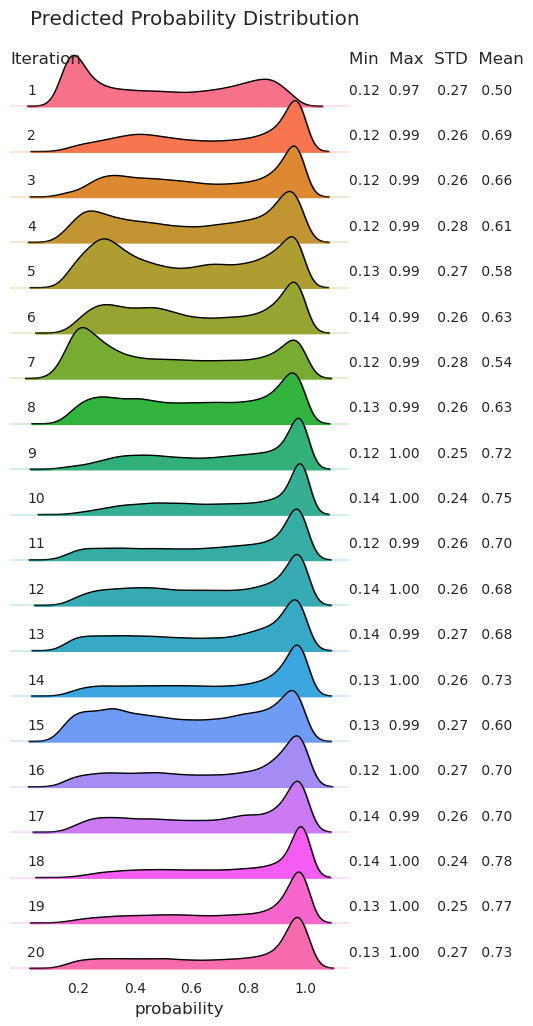 Predicted Probability Distribution
Iteration Min Max STD Mean
1 0.12 0.97 0.27 0.50
2 0.12 0.99 0.26 0.69
3 0.12 0.99 0.26 0.66
4 0.12 0.99 0.28 0.61
5 0.13 0.99 0.27 0.58
6 0.14 0.99 0.26 0.63
7 0.12 0.99 0.28 0.54
8 0.13 0.99 0.26 0.63
9 0.12 1.00 0.25 0.72
10 0.14 1.00 0.24 0.75
11 0.12 0.99 0.26 0.70
12 0.14 1.00 0.26 0.68
13 0.14 0.99 0.27 0.68
14 0.13 1.00 0.26 0.73
15 0.13 0.99 0.27 0.60
16 0.12 1.00 0.27 0.70
17 0.14 0.99 0.26 0.70
18 0.14 1.00 0.24 0.78
19 0.13 1.00 0.25 0.77
20 0.13 1.00 0.27 0.73
0.2 0.4 0.6 0.8 1.0
probability